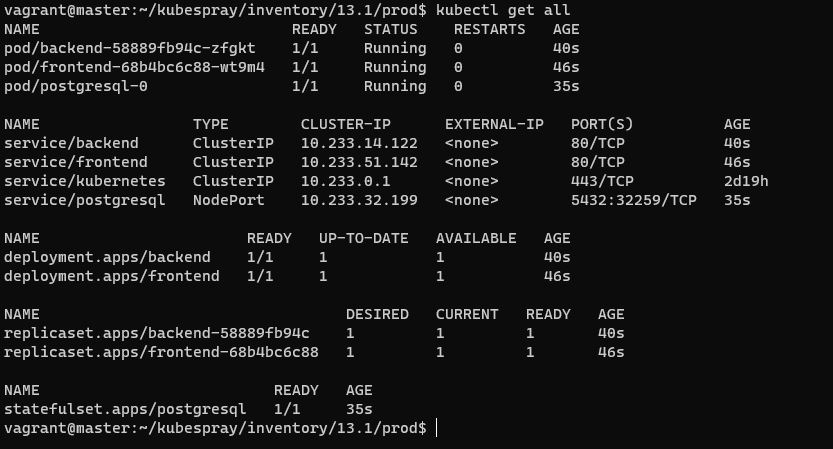 vagrant@master:~/kubespray/inventory/13.1/prod$ kubectl get all
NAME                            READY   STATUS    RESTARTS   AGE
pod/backend-58889fb94c-zfgkt    1/1     Running   0          40s
pod/frontend-68b4bc6c88-wt9m4   1/1     Running   0          46s
pod/postgresql-0                1/1     Running   0          35s

NAME                 TYPE        CLUSTER-IP      EXTERNAL-IP   PORT(S)          AGE
service/backend      ClusterIP   10.233.14.122   <none>        80/TCP           40s
service/frontend     ClusterIP   10.233.51.142   <none>        80/TCP           46s
service/kubernetes   ClusterIP   10.233.0.1      <none>        443/TCP          2d19h
service/postgresql   NodePort    10.233.32.199   <none>        5432:32259/TCP   35s

NAME                       READY   UP-TO-DATE   AVAILABLE   AGE
deployment.apps/backend    1/1     1            1           40s
deployment.apps/frontend   1/1     1            1           46s

NAME                                  DESIRED   CURRENT   READY   AGE
replicaset.apps/backend-58889fb94c    1         1         1       40s
replicaset.apps/frontend-68b4bc6c88   1         1         1       46s

NAME                          READY   AGE
statefulset.apps/postgresql   1/1     35s
vagrant@master:~/kubespray/inventory/13.1/prod$